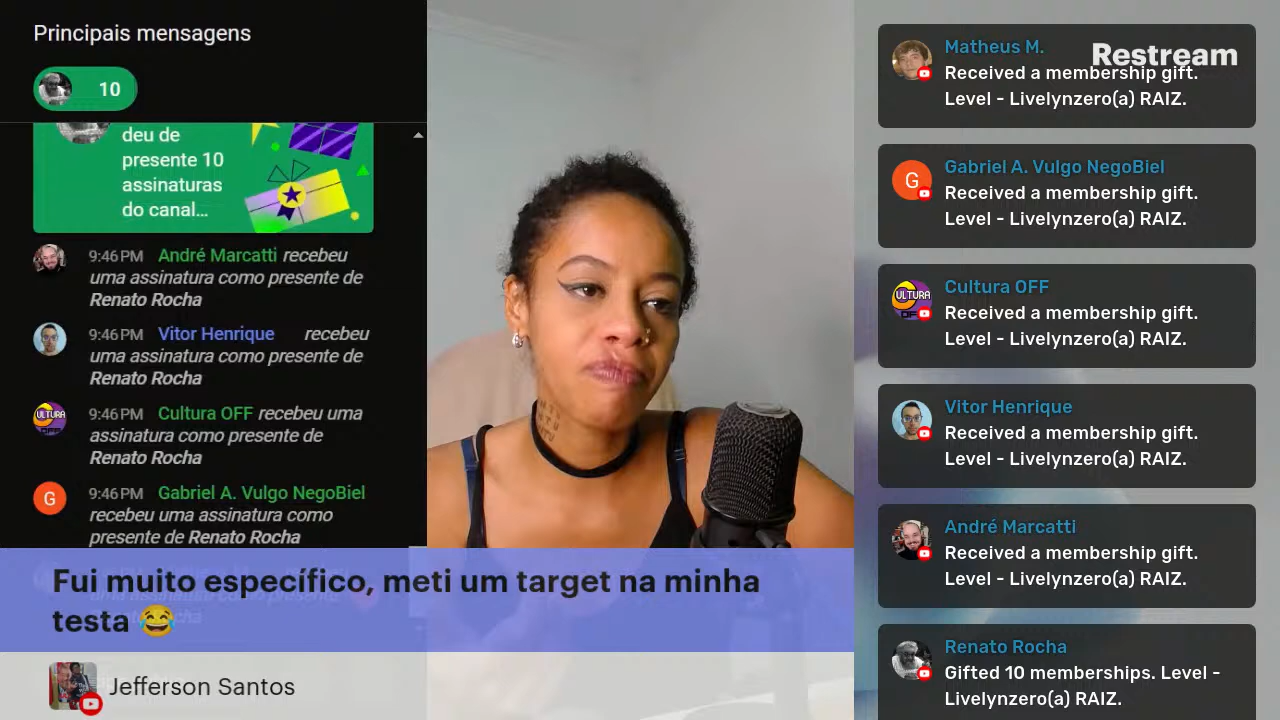 Principais mensagens
10
deu de
presente 10
assinaturas
do canal...
9:46 PM André Marcatti recebeu
uma assinatura como presente de
Renato Rocha
9:46 PM Vitor Henrique recebeu
uma assinatura como presente de
Renato Rocha
ULTURA
OFF
9:46 PM Cultura OFF recebeu uma
assinatura como presente de
Renato Rocha
G
9:46 PM Gabriel A. Vulgo NegoBiel
recebeu uma assinatura como
presente de Renato Rocha
Fui muito específico, meti um target na minha
testa 😂
Jefferson Santos
Restream
Matheus M.
Received a membership gift.
Level - Livelynzero(a) RAIZ.
G
Gabriel A. Vulgo NegoBiel
Received a membership gift.
Level - Livelynzero(a) RAIZ.
ULTURA
OFF
Cultura OFF
Received a membership gift.
Level - Livelynzero(a) RAIZ.
Vitor Henrique
Received a membership gift.
Level - Livelynzero(a) RAIZ.
André Marcatti
Received a membership gift.
Level - Livelynzero(a) RAIZ.
Renato Rocha
Gifted 10 memberships. Level -
Livelynzero(a) RAIZ.